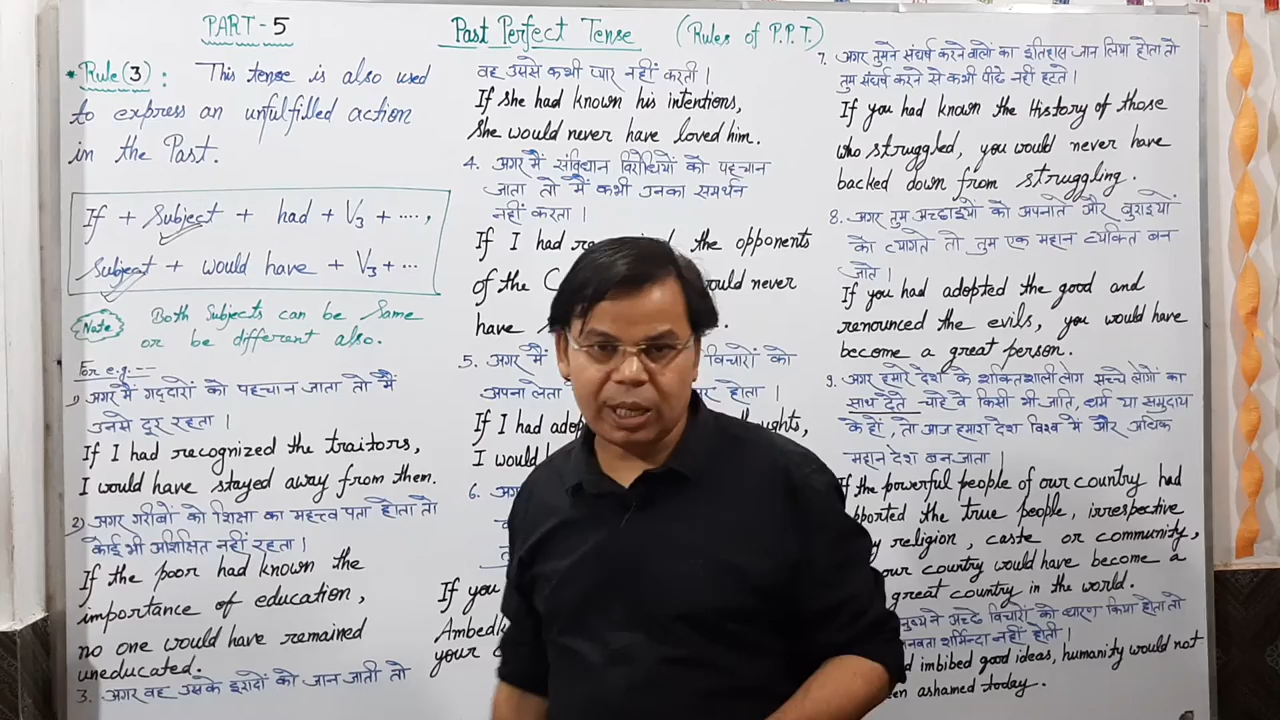 PART-5
Past Perfect Tense (Rules of P.P.T.)
* Rule (3) : This tense is also used
to express an unfulfilled action
in the Past.
If + Subject + had + V3 + ....,
Subject + would have + V3 + ...
Note Both Subjects can be Same
or be different also.
For e.g:--
1) अगर मैं गद्दारों को पहचान जाता तो मैं
उनसे दूर रहता ।
If I had recognized the traitors,
I would have stayed away from them.
2) अगर गरीबों को शिक्षा का महत्त्व पता होता तो
कोई भी अशिक्षित नहीं रहता ।
If the poor had known the
importance of education,
no one would have remained
uneducated.
3. अगर वह उसके इरादों को जान जाती तो
वह उससे कभी प्यार नहीं करती ।
If she had known his intentions,
She would never have loved him.
4. अगर मैं संविधान विरोधियों को पहचान
जाता तो मैं कभी उनका समर्थन
नहीं करता ।
If I had the opponents
of the never
have
5. अगर मैं विचारों को
अपना लेता होता ।
If I had
I would
6.
If you
your
7. अगर तुमने संघर्ष करने वालों का इतिहास जान लिया होता तो
तुम संघर्ष करने से कभी पीछे नहीं हटते ।
If you had known the History of those
who struggled, you would never have
backed down from struggling.
8. अगर तुम अच्छाइयों को अपनाते और बुराइयों
को त्यागते तो तुम एक महान व्यक्ति बन
जाते ।
If you had adopted the good and
renounced the evils, you would have
become a great person.
9. अगर हमारे देश के शक्तिशाली लोग सच्चे लोगों का
साथ देते चाहे वे किसी भी जाति, धर्म या समुदाय
के हों, तो आज हमारा देश विश्व में और अधिक
महान देश बन जाता ।
If the powerful people of our country had
the true people, irrespective
religion, caste or community,
our country would have become a
great country in the world.
ने अच्छे विचारों को धारण किया होता तो
शर्मिन्दा नहीं होती ।
imbibed good ideas, humanity would not
ashamed today.